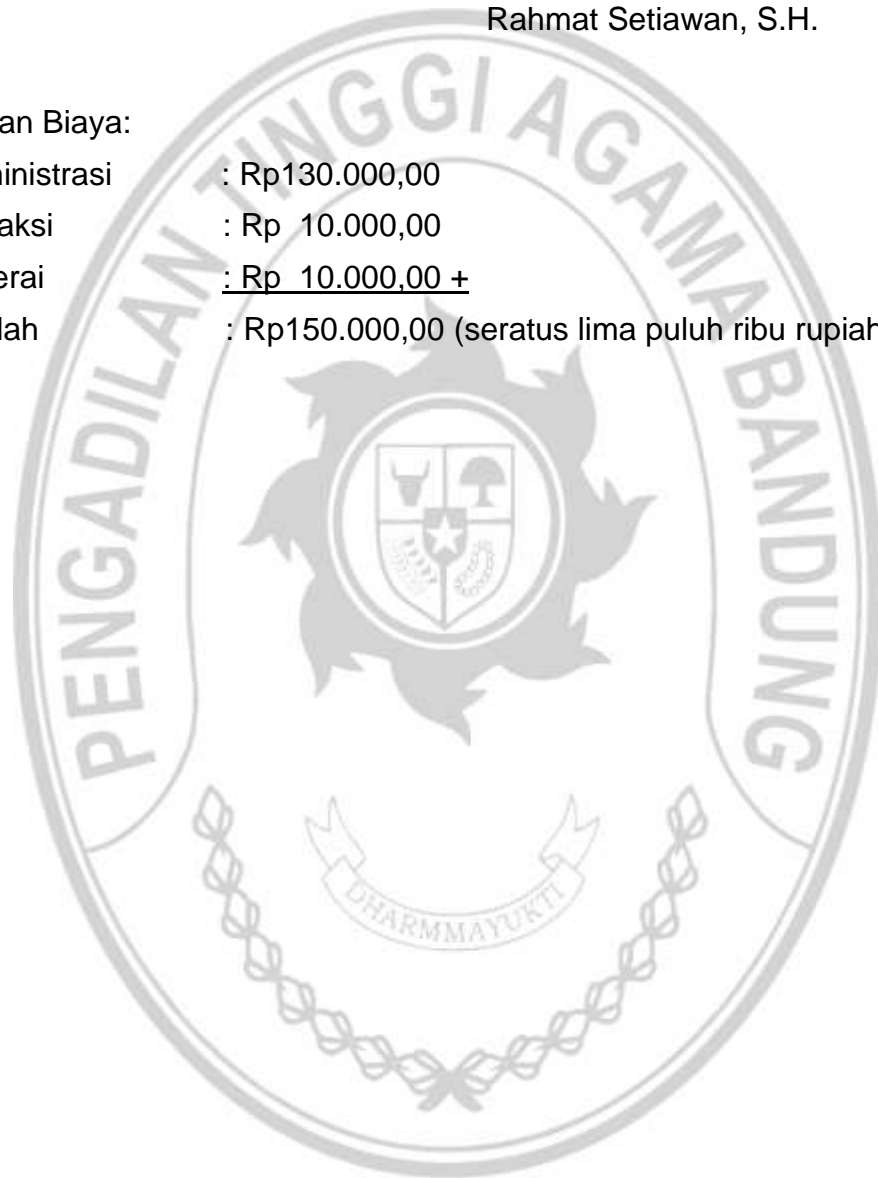 Rahmat Setiawan, S.H.
an Biaya:
inistrasi : Rp130.000,00
aksi : Rp 10.000,00
erai : Rp 10.000,00 +
lah : Rp150.000,00 (seratus lima puluh ribu rupiah
PENGADILAN TINGGI AGAMA BANDUNG
DHARMMAYUKTI